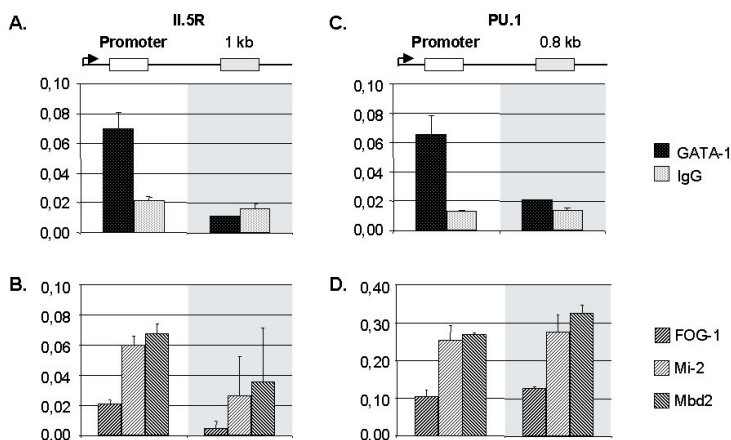 A.
Il.5R
Promoter 1 kb
0,10
0,08
0,06
0,04
0,02
0,00
C.
PU.1
Promoter 0.8 kb
0,10
0,08
0,06
0,04
0,02
0,00
GATA-1
IgG
B.
0,10
0,08
0,06
0,04
0,02
0.00
D.
0,40
0,30
0,20
0,10
0,00
FOG-1
Mi-2
Mbd2